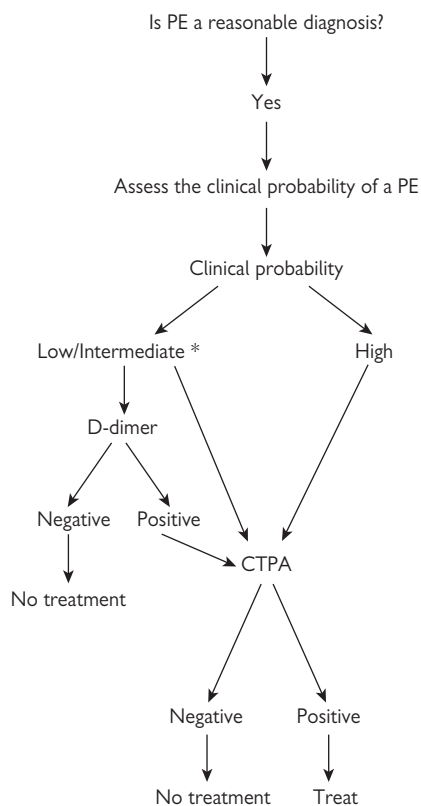 Is PE a reasonable diagnosis?
Yes
Assess the clinical probability of a PE
Clinical probability
Low/Intermediate *
High
D-dimer
Negative
Positive
CTPA
No treatment
Negative
Positive
No treatment
Treat